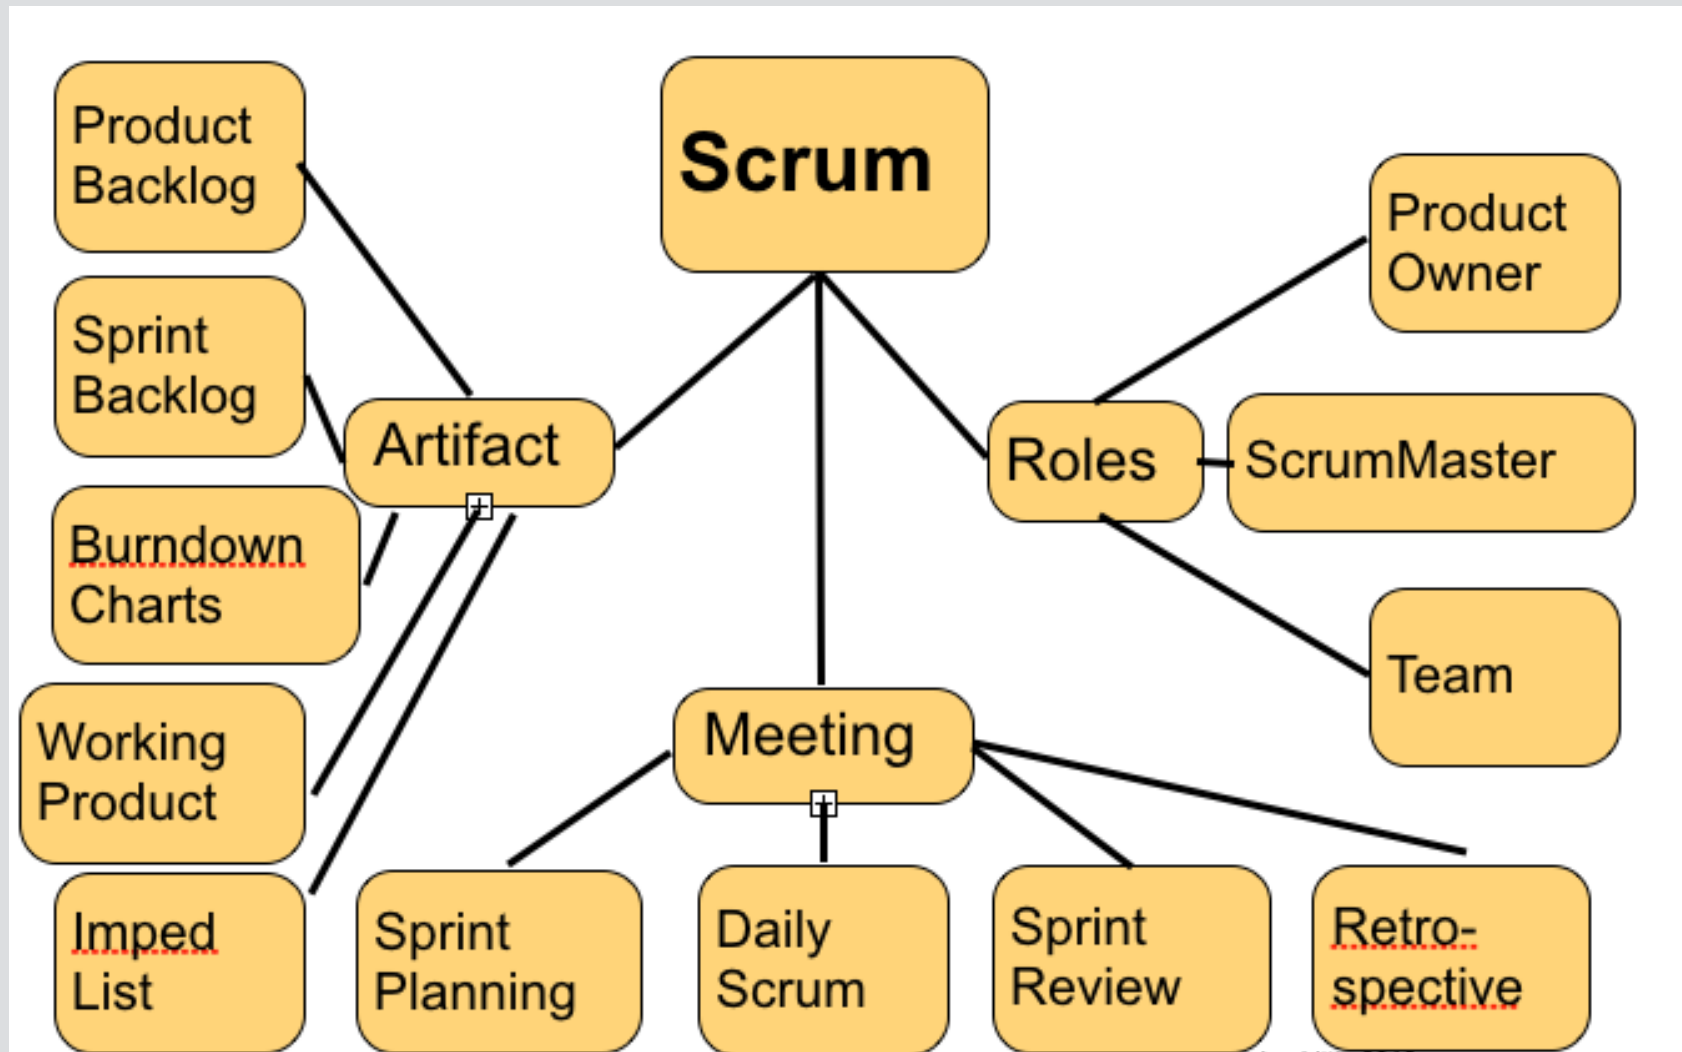 Scrum
Product
Backlog
Sprint
Backlog
Artifact
Burndown
Charts
Working
Product
Imped
List
Roles
Product
Owner
ScrumMaster
Team
Meeting
Sprint
Planning
Daily
Scrum
Sprint
Review
Retro-
spective